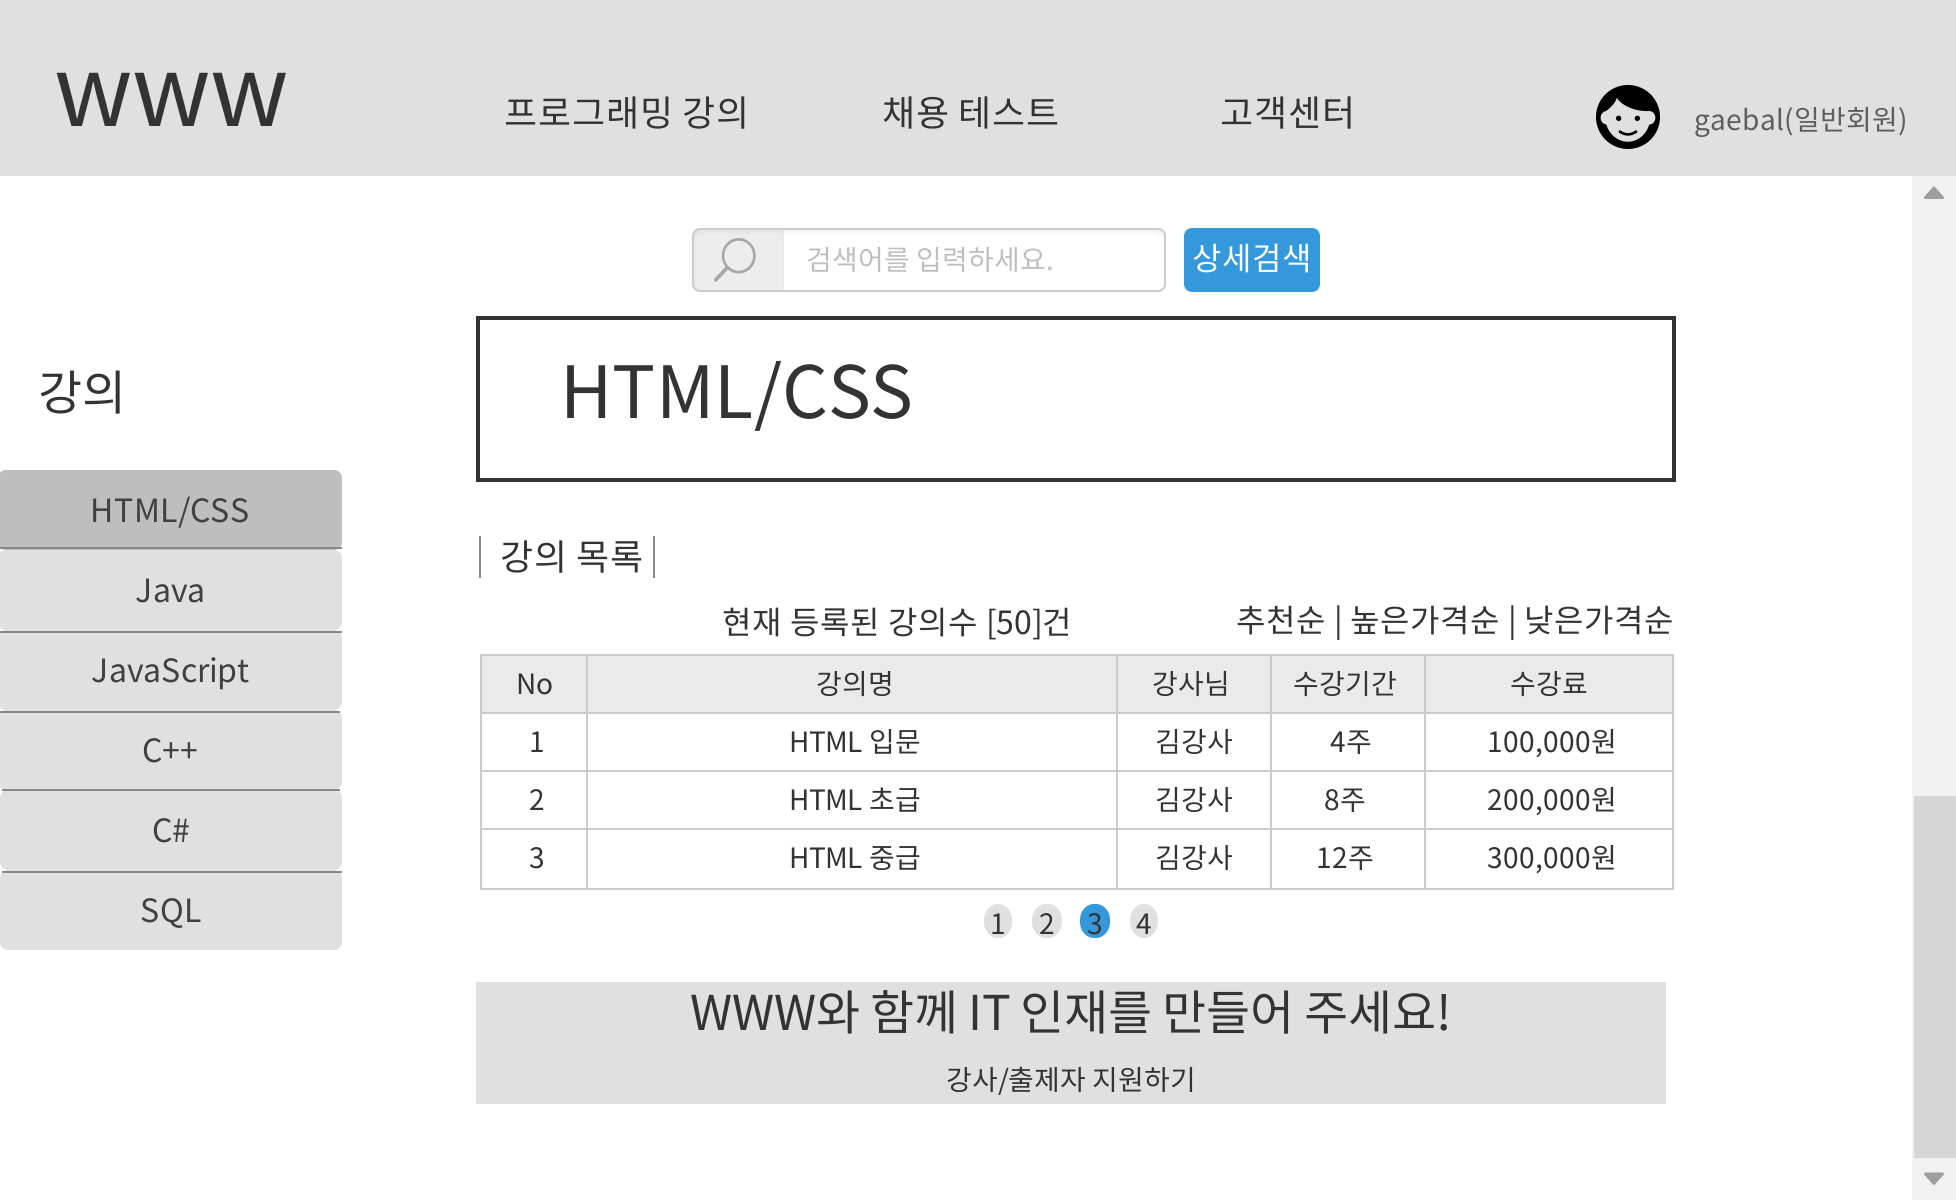 WWW
프로그래밍 강의 채용 테스트 고객센터 gaebal(일반회원)
검색어를 입력하세요. 상세검색
강의
HTML/CSS
Java
JavaScript
C++
C#
SQL
HTML/CSS
| 강의 목록 |
현재 등록된 강의수 [50]건 추천순 | 높은가격순 | 낮은가격순
No 강의명 강사님 수강기간 수강료
1 HTML 입문 김강사 4주 100,000원
2 HTML 초급 김강사 8주 200,000원
3 HTML 중급 김강사 12주 300,000원
1 2 3 4
WWW와 함께 IT 인재를 만들어 주세요!
강사/출제자 지원하기